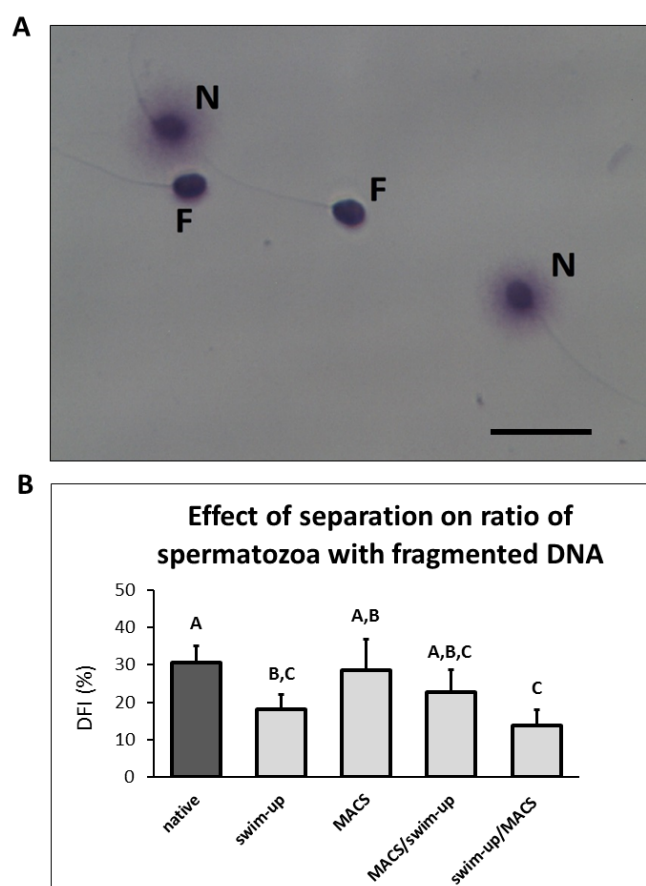 A
N
F
F
N
B
Effect of separation on ratio of
spermatozoa with fragmented DNA
50
40
30
20
10
0
DFI (%)
A
B,C
A,B
A,B,C
C
native
swim-up
MACS
MACS/swim-up
swim-up/MACS